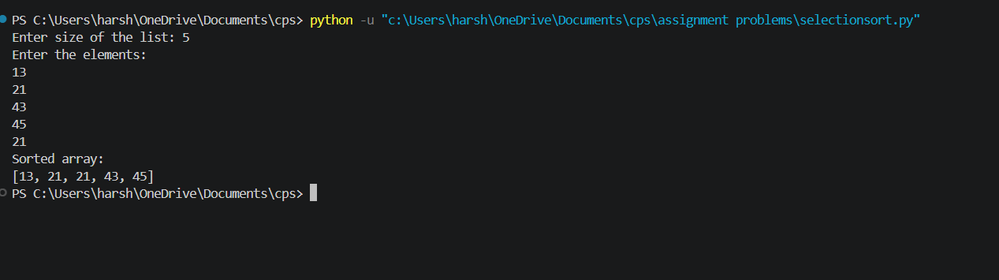 PS C:\Users\harsh\OneDrive\Documents\cps> python -u "c:\Users\harsh\OneDrive\Documents\cps\assignment problems\selectionsort.py"
Enter size of the list: 5
Enter the elements:
13
21
43
45
21
Sorted array:
[13, 21, 21, 43, 45]
PS C:\Users\harsh\OneDrive\Documents\cps>